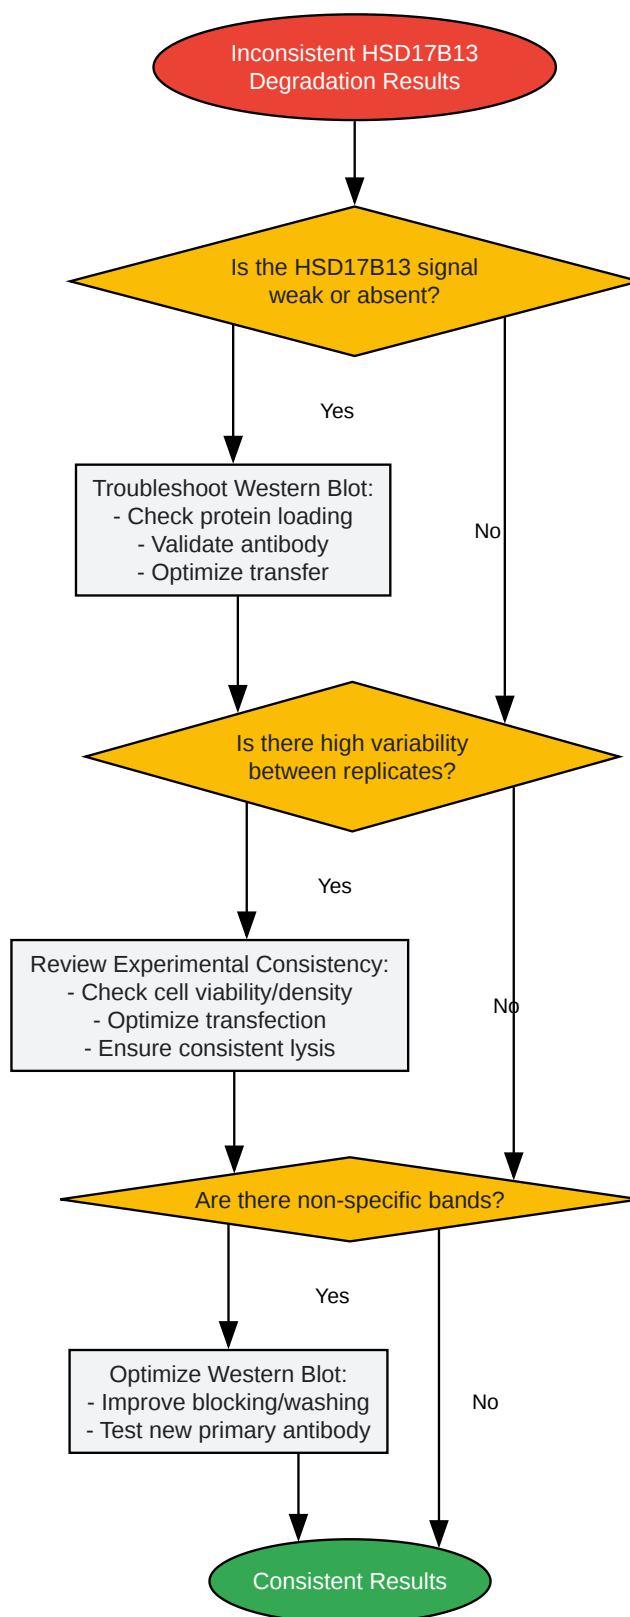 Inconsistent HSD17B13
Degradation Results
Is the HSD17B13 signal
weak or absent?
Yes
Troubleshoot Western Blot:
- Check protein loading
- Validate antibody
- Optimize transfer
No
Is there high variability
between replicates?
Yes
Review Experimental Consistency:
- Check cell viability/density
- Optimize transfection
- Ensure consistent lysis
No
Are there non-specific bands?
Yes
Optimize Western Blot:
- Improve blocking/washing
- Test new primary antibody
No
Consistent Results